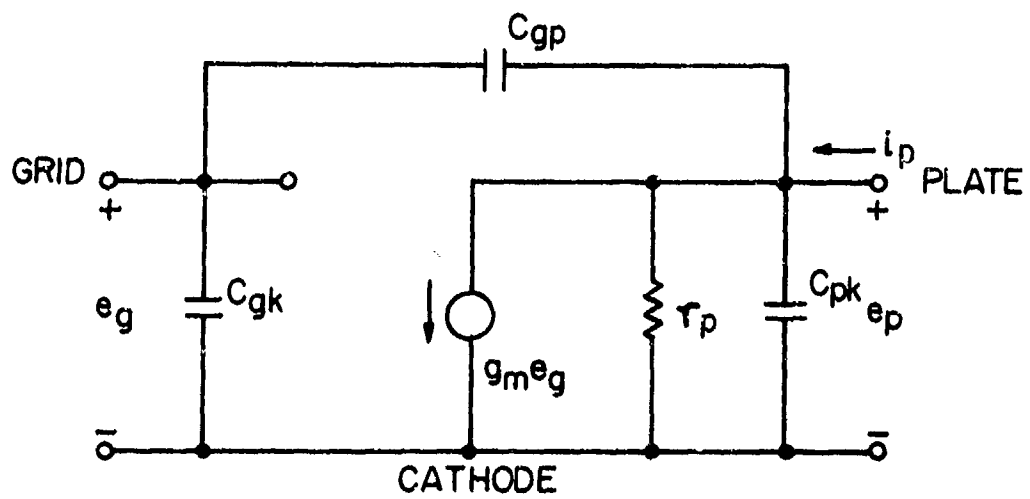 Cgp
ip
GRID
PLATE
+
+
eg
Cgk
gmeg
rp
Cpk
ep
−
−
CATHODE